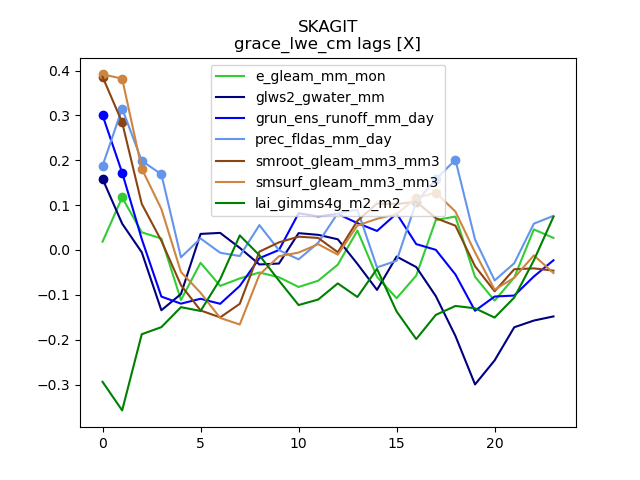 SKAGIT
grace_lwe_cm lags [X]
0.4
0.3
0.2
0.1
0.0
−0.1
−0.2
−0.3
e_gleam_mm_mon
glws2_gwater_mm
grun_ens_runoff_mm_day
prec_fldas_mm_day
smroot_gleam_mm3_mm3
smsurf_gleam_mm3_mm3
lai_gimms4g_m2_m2
0
5
10
15
20